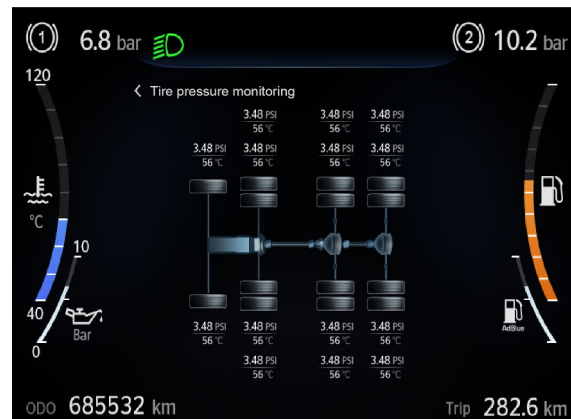 (1) 6.8 bar
(2) 10.2 bar
120
Tire pressure monitoring
3.48 PSI 3.48 PSI 3.48 PSI
56 °C 56 °C 56 °C
3.48 PSI 3.48 PSI 3.48 PSI 3.48 PSI
56 °C 56 °C 56 °C 56 °C
°C
10
40
Bar
0
AdBlue
3.48 PSI 3.48 PSI 3.48 PSI 3.48 PSI
56 °C 56 °C 56 °C 56 °C
3.48 PSI 3.48 PSI 3.48 PSI
56 °C 56 °C 56 °C
ODO 685532 km
Trip 282.6 km